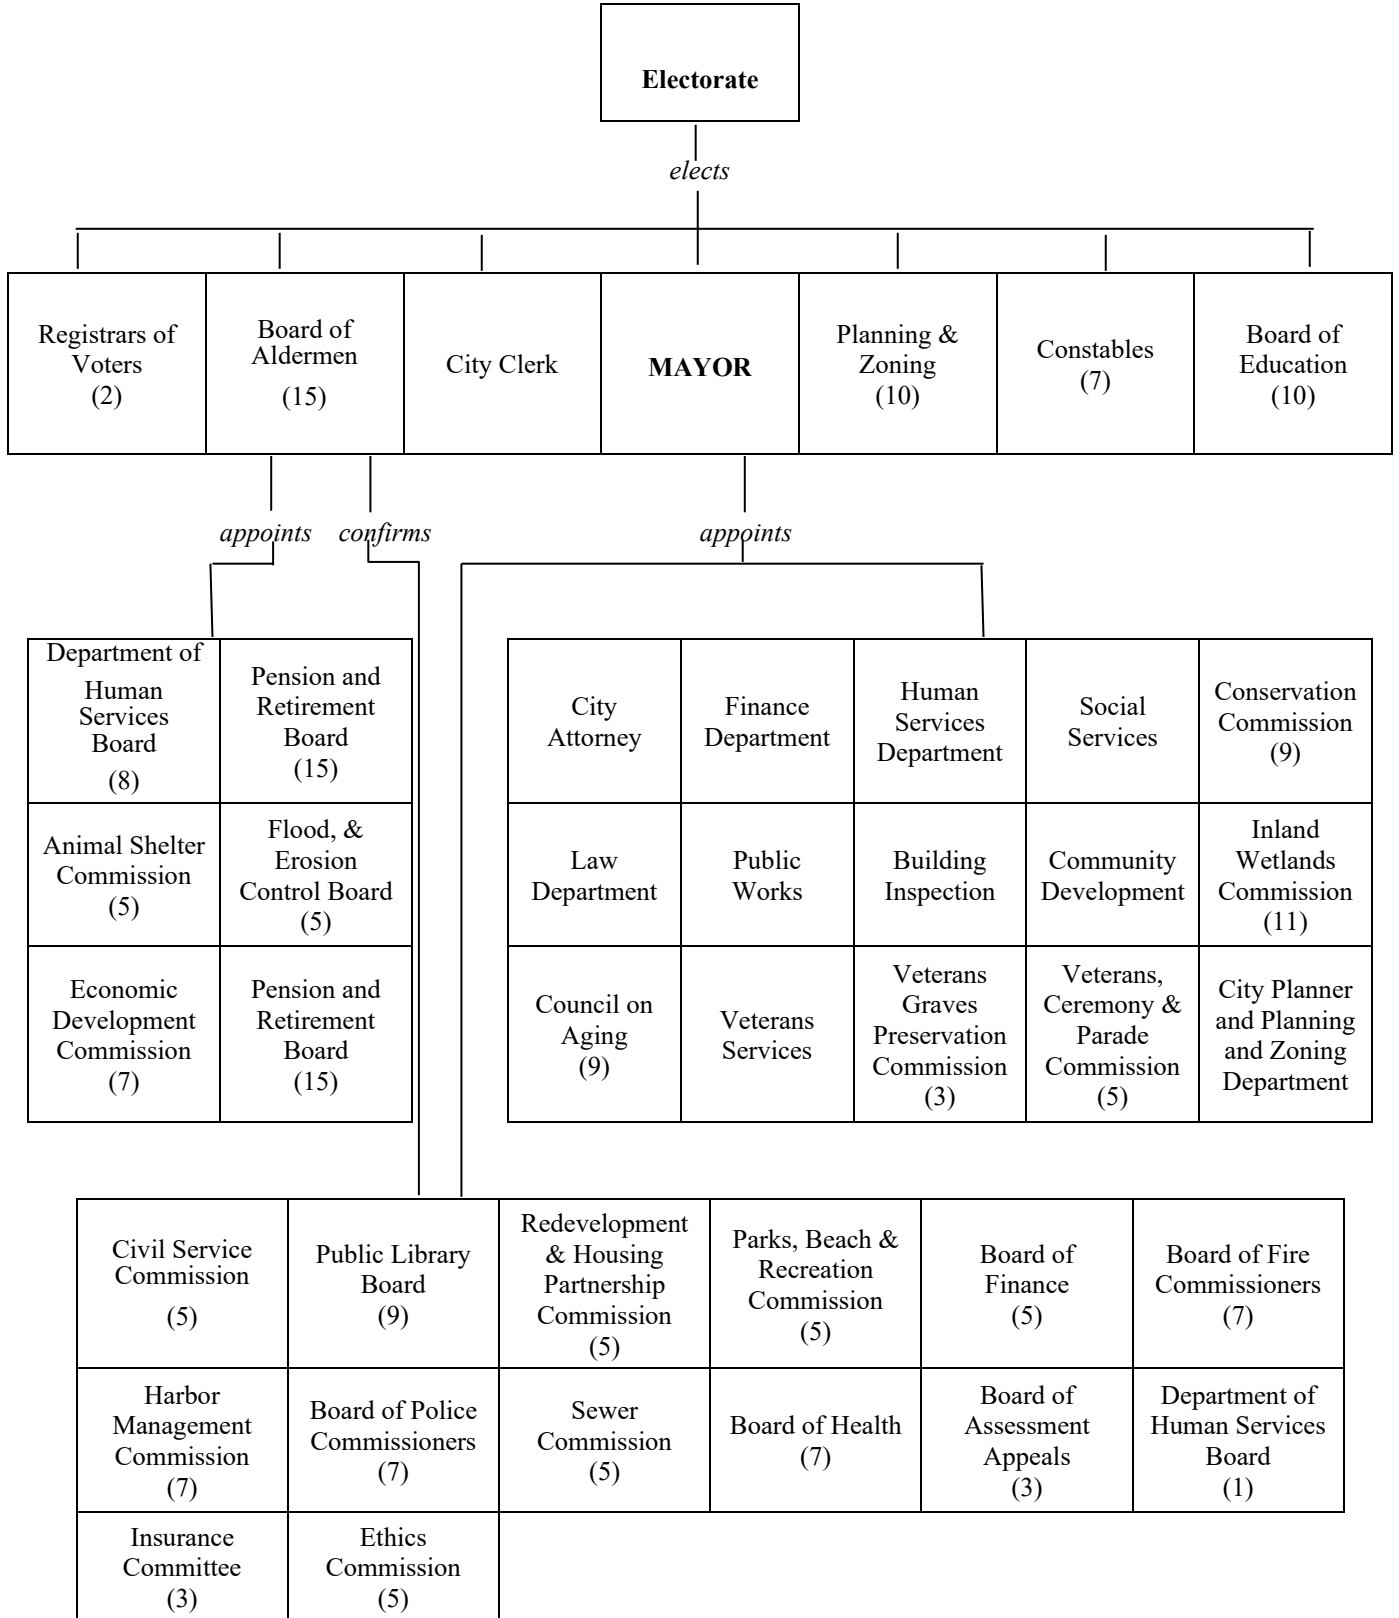 Electorate
elects
Registrars of
Voters
(2)
Board of
Aldermen
(15)
City Clerk
MAYOR
Planning &
Zoning
(10)
Constables
(7)
Board of
Education
(10)
appoints
confirms
appoints
Department of
Human
Services
Board
(8)
Pension and
Retirement
Board
(15)
Animal Shelter
Commission
(5)
Flood, &
Erosion
Control Board
(5)
Economic
Development
Commission
(7)
Pension and
Retirement
Board
(15)
City
Attorney
Finance
Department
Human
Services
Department
Social
Services
Conservation
Commission
(9)
Law
Department
Public
Works
Building
Inspection
Community
Development
Inland
Wetlands
Commission
(11)
Council on
Aging
(9)
Veterans
Services
Veterans
Graves
Preservation
Commission
(3)
Veterans,
Ceremony &
Parade
Commission
(5)
City Planner
and Planning
and Zoning
Department
Civil Service
Commission
(5)
Public Library
Board
(9)
Redevelopment
& Housing
Partnership
Commission
(5)
Parks, Beach &
Recreation
Commission
(5)
Board of
Finance
(5)
Board of Fire
Commissioners
(7)
Harbor
Management
Commission
(7)
Board of Police
Commissioners
(7)
Sewer
Commission
(5)
Board of Health
(7)
Board of
Assessment
Appeals
(3)
Department of
Human Services
Board
(1)
Insurance
Committee
(3)
Ethics
Commission
(5)